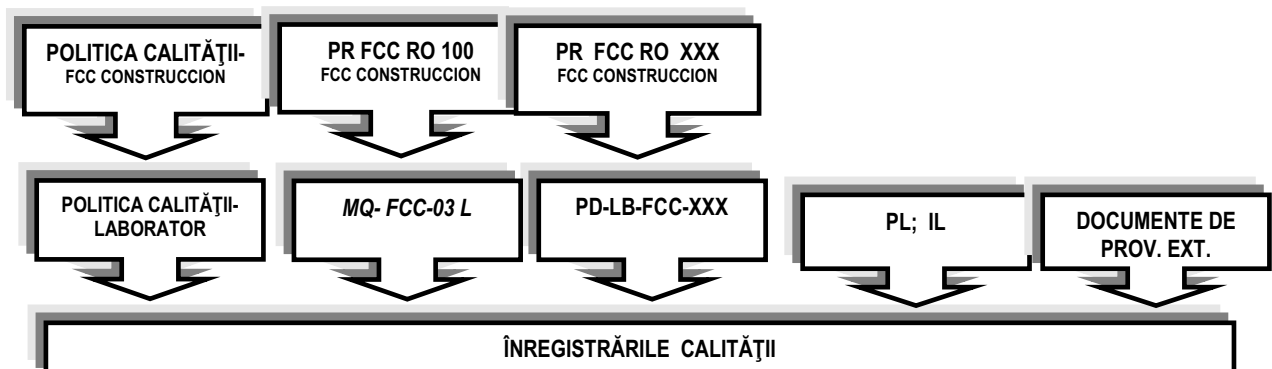 POLITICA CALITĂŢII-
FCC CONSTRUCCION
PR FCC RO 100
FCC CONSTRUCCION
PR FCC RO XXX
FCC CONSTRUCCION
POLITICA CALITĂŢII-
LABORATOR
MQ- FCC-03 L
PD-LB-FCC-XXX
PL; IL
DOCUMENTE DE
PROV. EXT.
ÎNREGISTRĂRILE CALITĂŢII